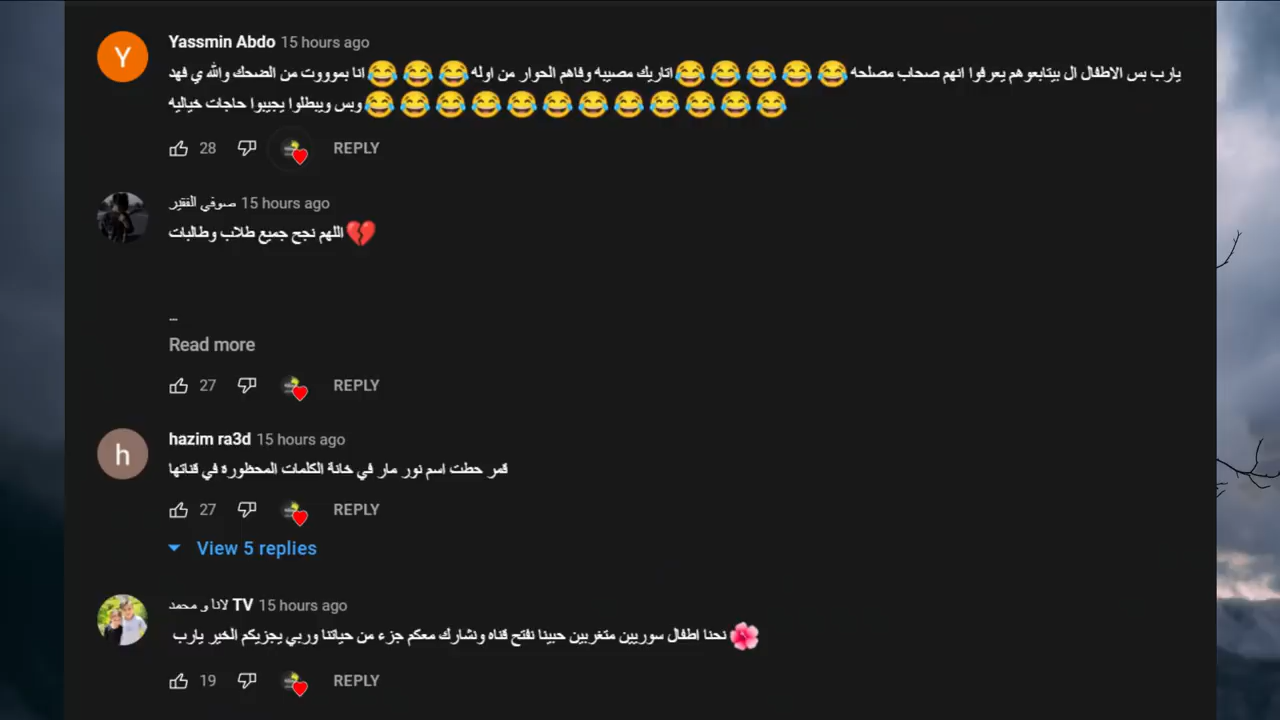 Yassmin Abdo 15 hours ago
انا بموووت من الضحك والله ي فهد😂😂😂اتاريك مصيبه وفاهم الحوار من اوله😂😂😂😂😂يارب بس الاطفال ال بيتابعوهم يعرفوا انهم صحاب مصلحه
وبس ويبطلوا يجيبوا حاجات خياليه😂😂😂😂😂😂😂😂😂😂😂😂
28 REPLY
صوفي الفقير 15 hours ago
اللهم نجح جميع طلاب وطالبات💔
...
Read more
27 REPLY
hazim ra3d 15 hours ago
قمر حطت اسم نور مار في خانة الكلمات المحظورة في قناتها
27 REPLY
View 5 replies
لانا و محمد TV 15 hours ago
🌺نحنا اطفال سوريين متغربين حبينا نفتح قناه ونشارك معكم جزء من حياتنا وربي يجزيكم الخير يارب
19 REPLY